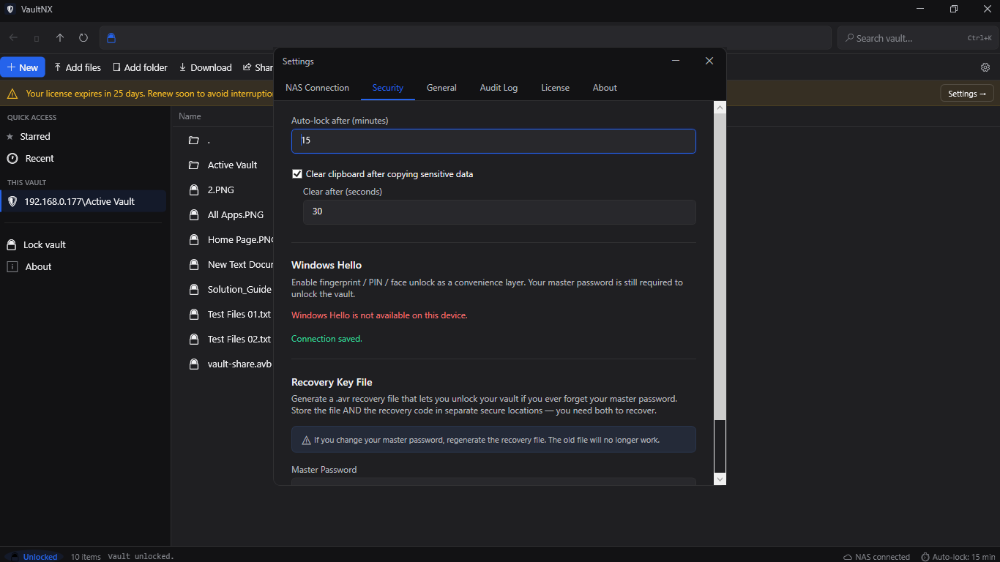 VaultNX
Search vault...
Ctrl+K
Settings
New
Add files
Add folder
Download
Shar
NAS Connection
Security
General
Audit Log
License
About
Your license expires in 25 days. Renew soon to avoid interruptio
Settings →
QUICK ACCESS
Starred
Recent
THIS VAULT
192.168.0.177\Active Vault
Lock vault
About
Name
.
Active Vault
2.PNG
All Apps.PNG
Home Page.PNG
New Text Docur
Solution_Guide
Test Files 01.txt
Test Files 02.txt
vault-share.avb
Auto-lock after (minutes)
15
Clear clipboard after copying sensitive data
Clear after (seconds)
30
Windows Hello
Enable fingerprint / PIN / face unlock as a convenience layer. Your master password is still required to
unlock the vault.
Windows Hello is not available on this device.
Connection saved.
Recovery Key File
Generate a .avr recovery file that lets you unlock your vault if you ever forget your master password.
Store the file AND the recovery code in separate secure locations — you need both to recover.
If you change your master password, regenerate the recovery file. The old file will no longer work.
Master Password
Unlocked
10 items
Vault unlocked.
NAS connected
Auto-lock: 15 min